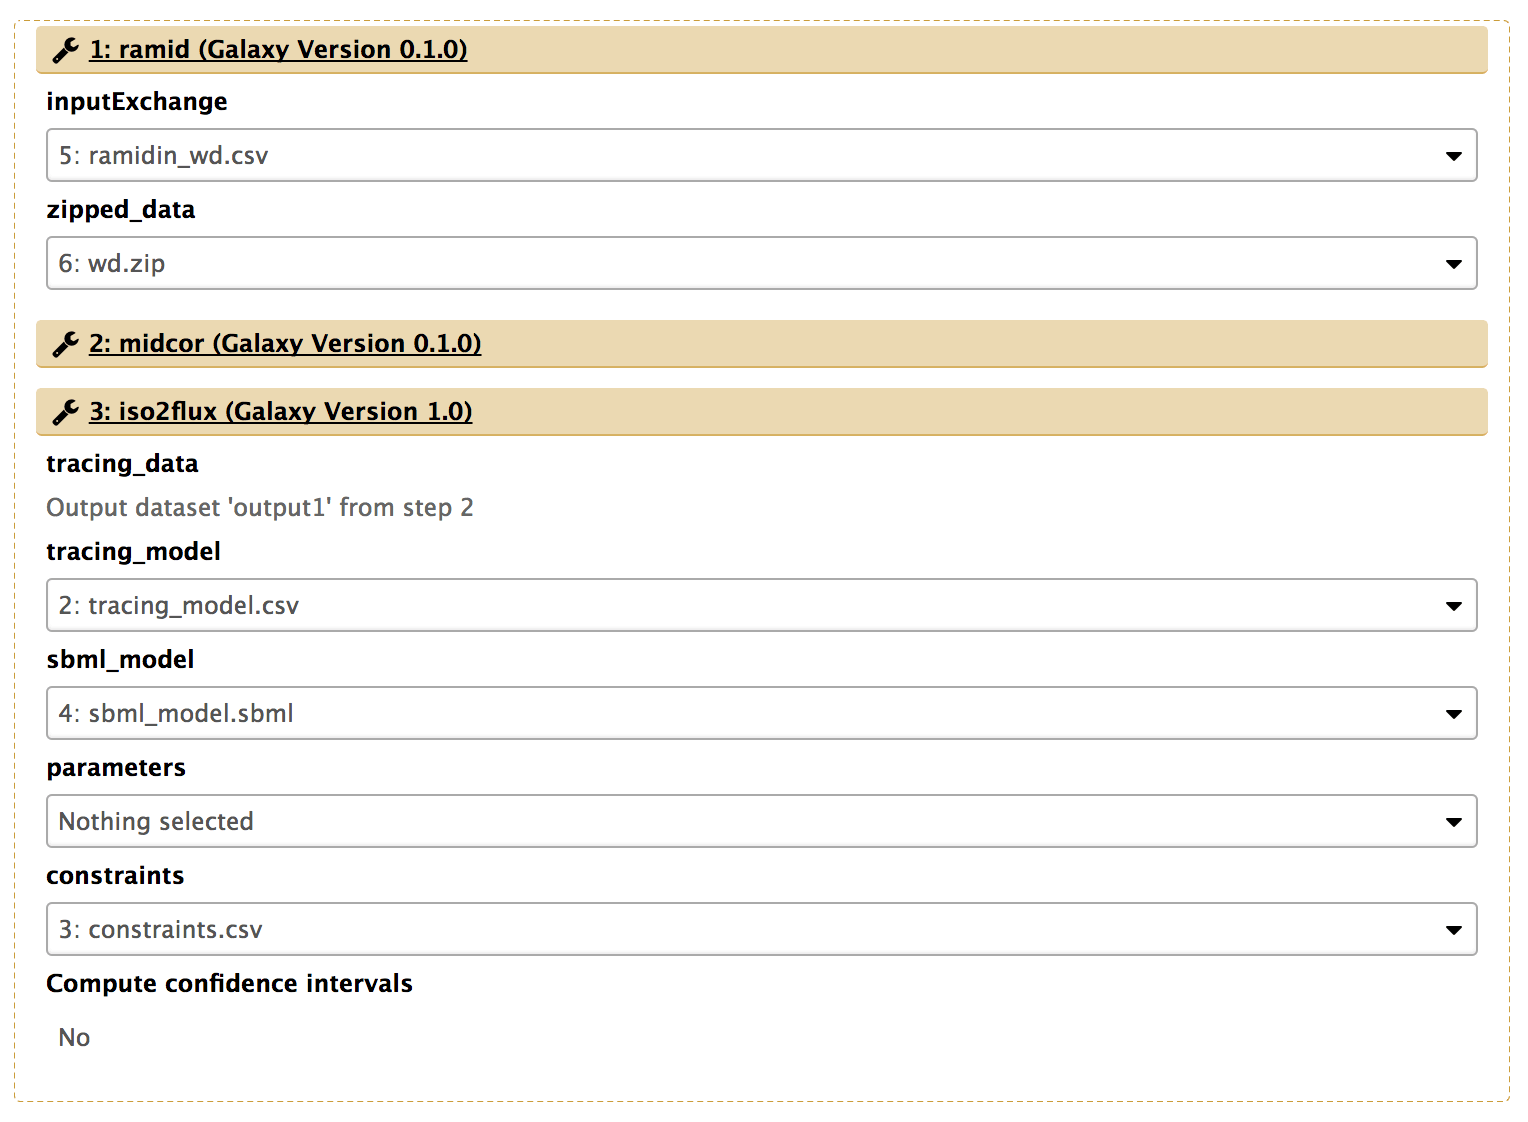 1: ramid (Galaxy Version 0.1.0)
inputExchange
5: ramidin_wd.csv
zipped_data
6: wd.zip
2: midcor (Galaxy Version 0.1.0)
3: iso2flux (Galaxy Version 1.0)
tracing_data
Output dataset 'output1' from step 2
tracing_model
2: tracing_model.csv
sbml_model
4: sbml_model.sbml
parameters
Nothing selected
constraints
3: constraints.csv
Compute confidence intervals
No